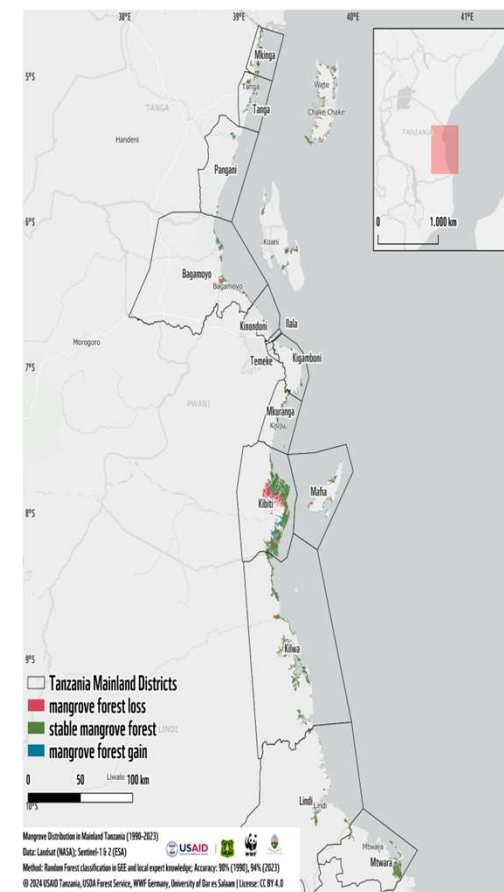 38°E 39°E 40°E 41°E
5°S
6°S
7°S
8°S
9°S
10°S
Mkinga
Tanga
Tanga
TANGA
Handeni
Wete
Chake Chake
TANZANIA
0 1.000 km
Pangani
Koani
Bagamoyo
Bagamoyo
Kinondoni
Ilala
Morogoro
Temeke
Kigamboni
PWANI
Mkuranga
Kisiju
Kibiti
Mafia
Kilwa
Tanzania Mainland Districts
mangrove forest loss
stable mangrove forest
mangrove forest gain
LINDI
0 50 100 km
Liwale
Lindi
Lindi
Mtwara
Mtwara
Mangrove Distribution in Mainland Tanzania (1990-2023)
Data: Landsat (NASA); Sentinel-1 & 2 (ESA)
USAID
WWF
Method: Random Forest classification in GEE and local expert knowledge; Accuracy: 90% (1990), 94% (2023)
@ 2024 USAID Tanzania, USDA Forest Service, WWF Germany, University of Dar es Salaam | License: CC BY 4.0